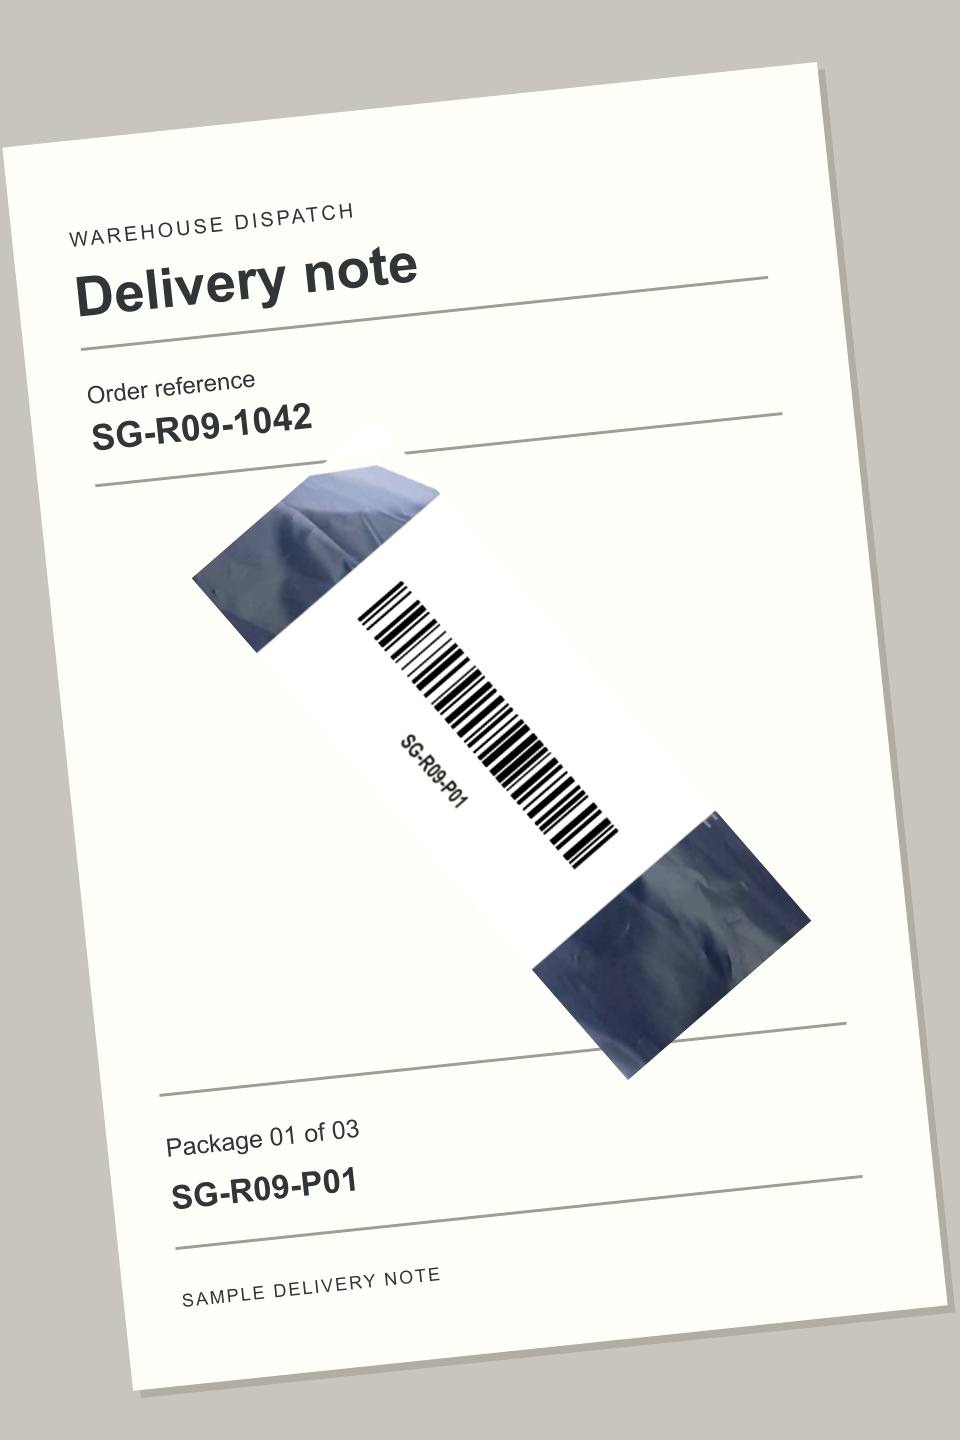 WAREHOUSE DISPATCH
Delivery note
Order reference
SG-R09-1042
SG-R09-P01
Package 01 of 03
SG-R09-P01
SAMPLE DELIVERY NOTE